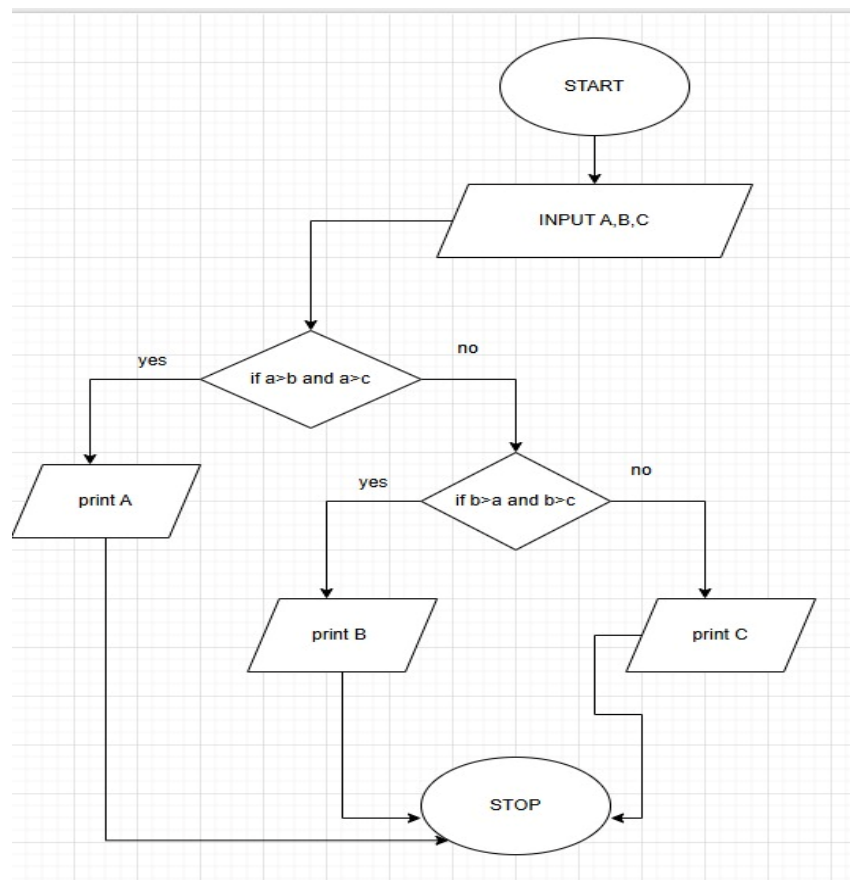 START
INPUT A,B,C
yes
if a>b and a>c
no
print A
yes
if b>a and b>c
no
print B
print C
STOP